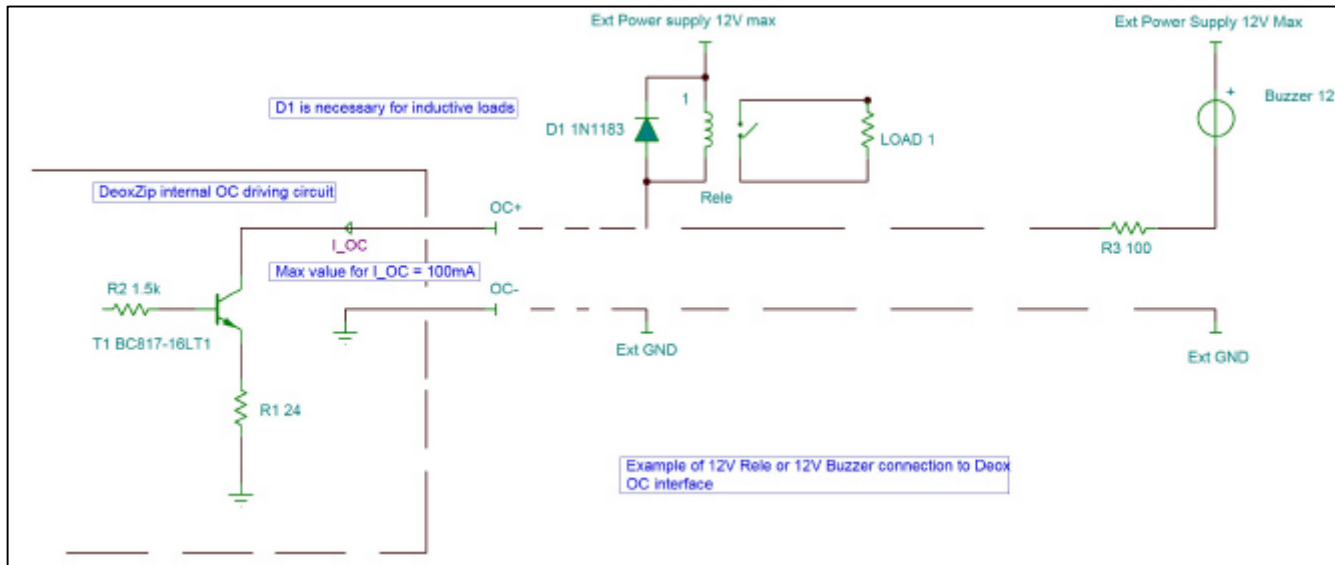 Ext Power supply 12V max
Ext Power Supply 12V Max
D1 is necessary for inductive loads
1
Buzzer 12
D1 1N1183
LOAD 1
DeoxZip internal OC driving circuit
Rele
OC+
I_OC
R3 100
Max value for I_OC = 100mA
R2 1.5k
OC-
T1 BC817-16LT1
Ext GND
Ext GND
R1 24
Example of 12V Rele or 12V Buzzer connection to Deox
OC interface